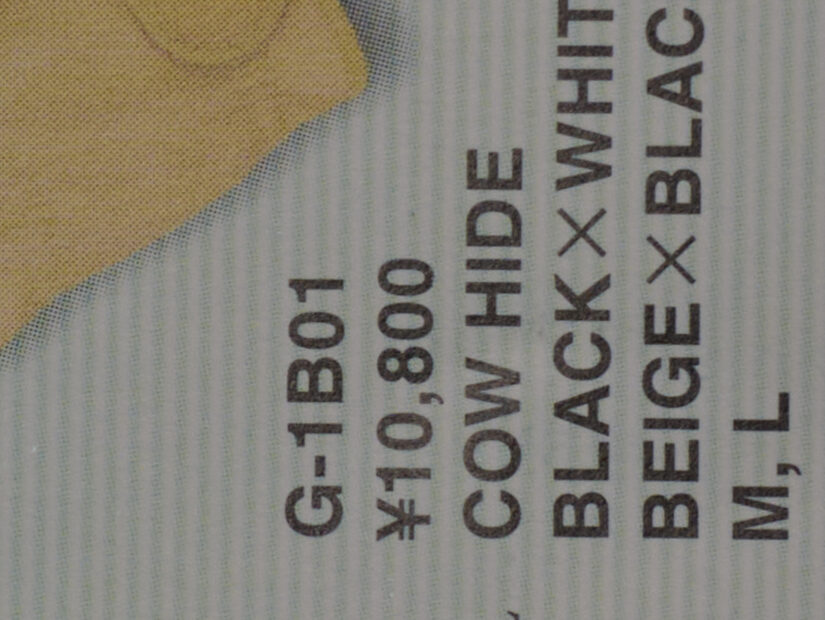 G-1B01
¥10,800
COW HIDE
BLACK×WHIT
BEIGE×BLAC
M, L